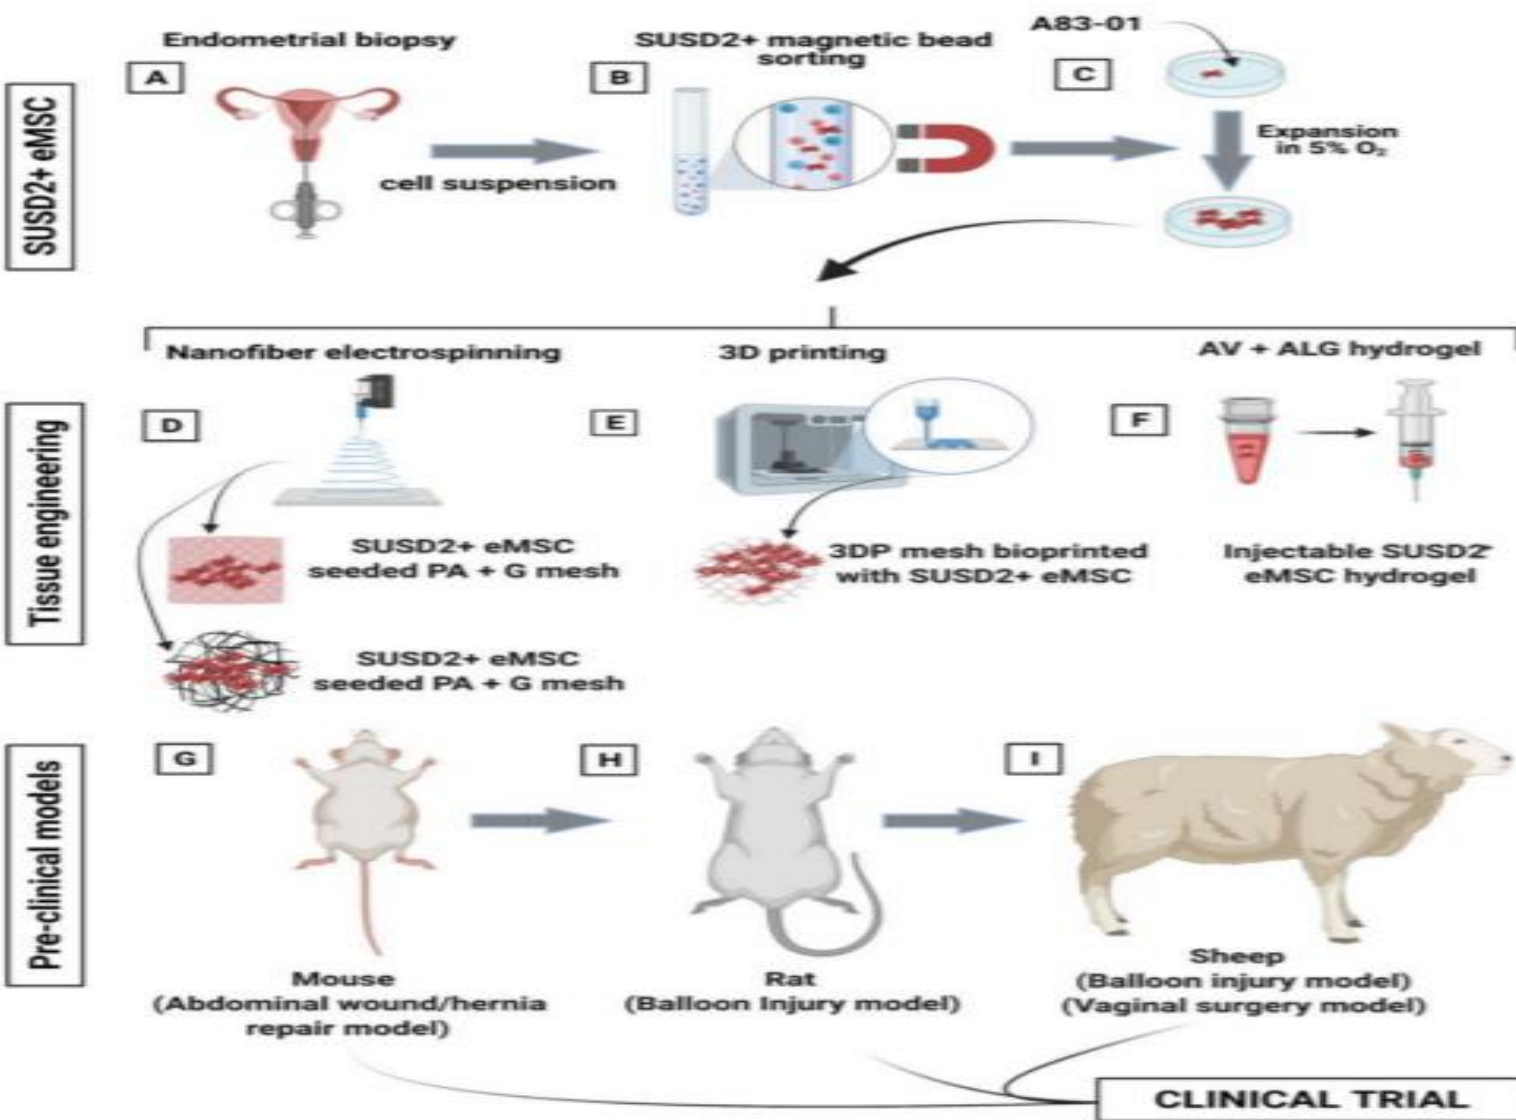 SUSD2+ eMSC
Endometrial biopsy
A
cell suspension
SUSD2+ magnetic bead
sorting
B
A83-01
C
Expansion
in 5% O₂
Tissue engineering
Nanofiber electrospinning
D
SUSD2+ eMSC
seeded PA + G mesh
SUSD2+ eMSC
seeded PA + G mesh
3D printing
E
3DP mesh bioprinted
with SUSD2+ eMSC
AV + ALG hydrogel
F
Injectable SUSD2⁺
eMSC hydrogel
Pre-clinical models
G
Mouse
(Abdominal wound/hernia
repair model)
H
Rat
(Balloon Injury model)
I
Sheep
(Balloon injury model)
(Vaginal surgery model)
CLINICAL TRIAL